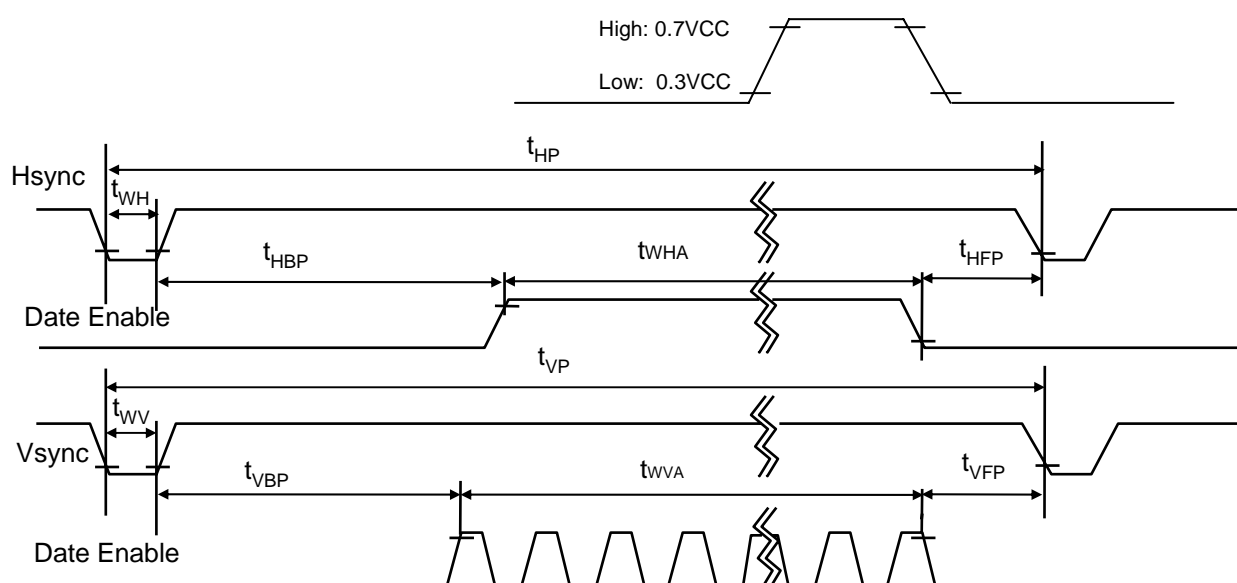 High: 0.7VCC
Low: 0.3VCC
tHP
Hsync
tWH
tHBP
tWHA
tHFP
Date Enable
tVP
tWV
Vsync
tVBP
tWVA
tVFP
Date Enable